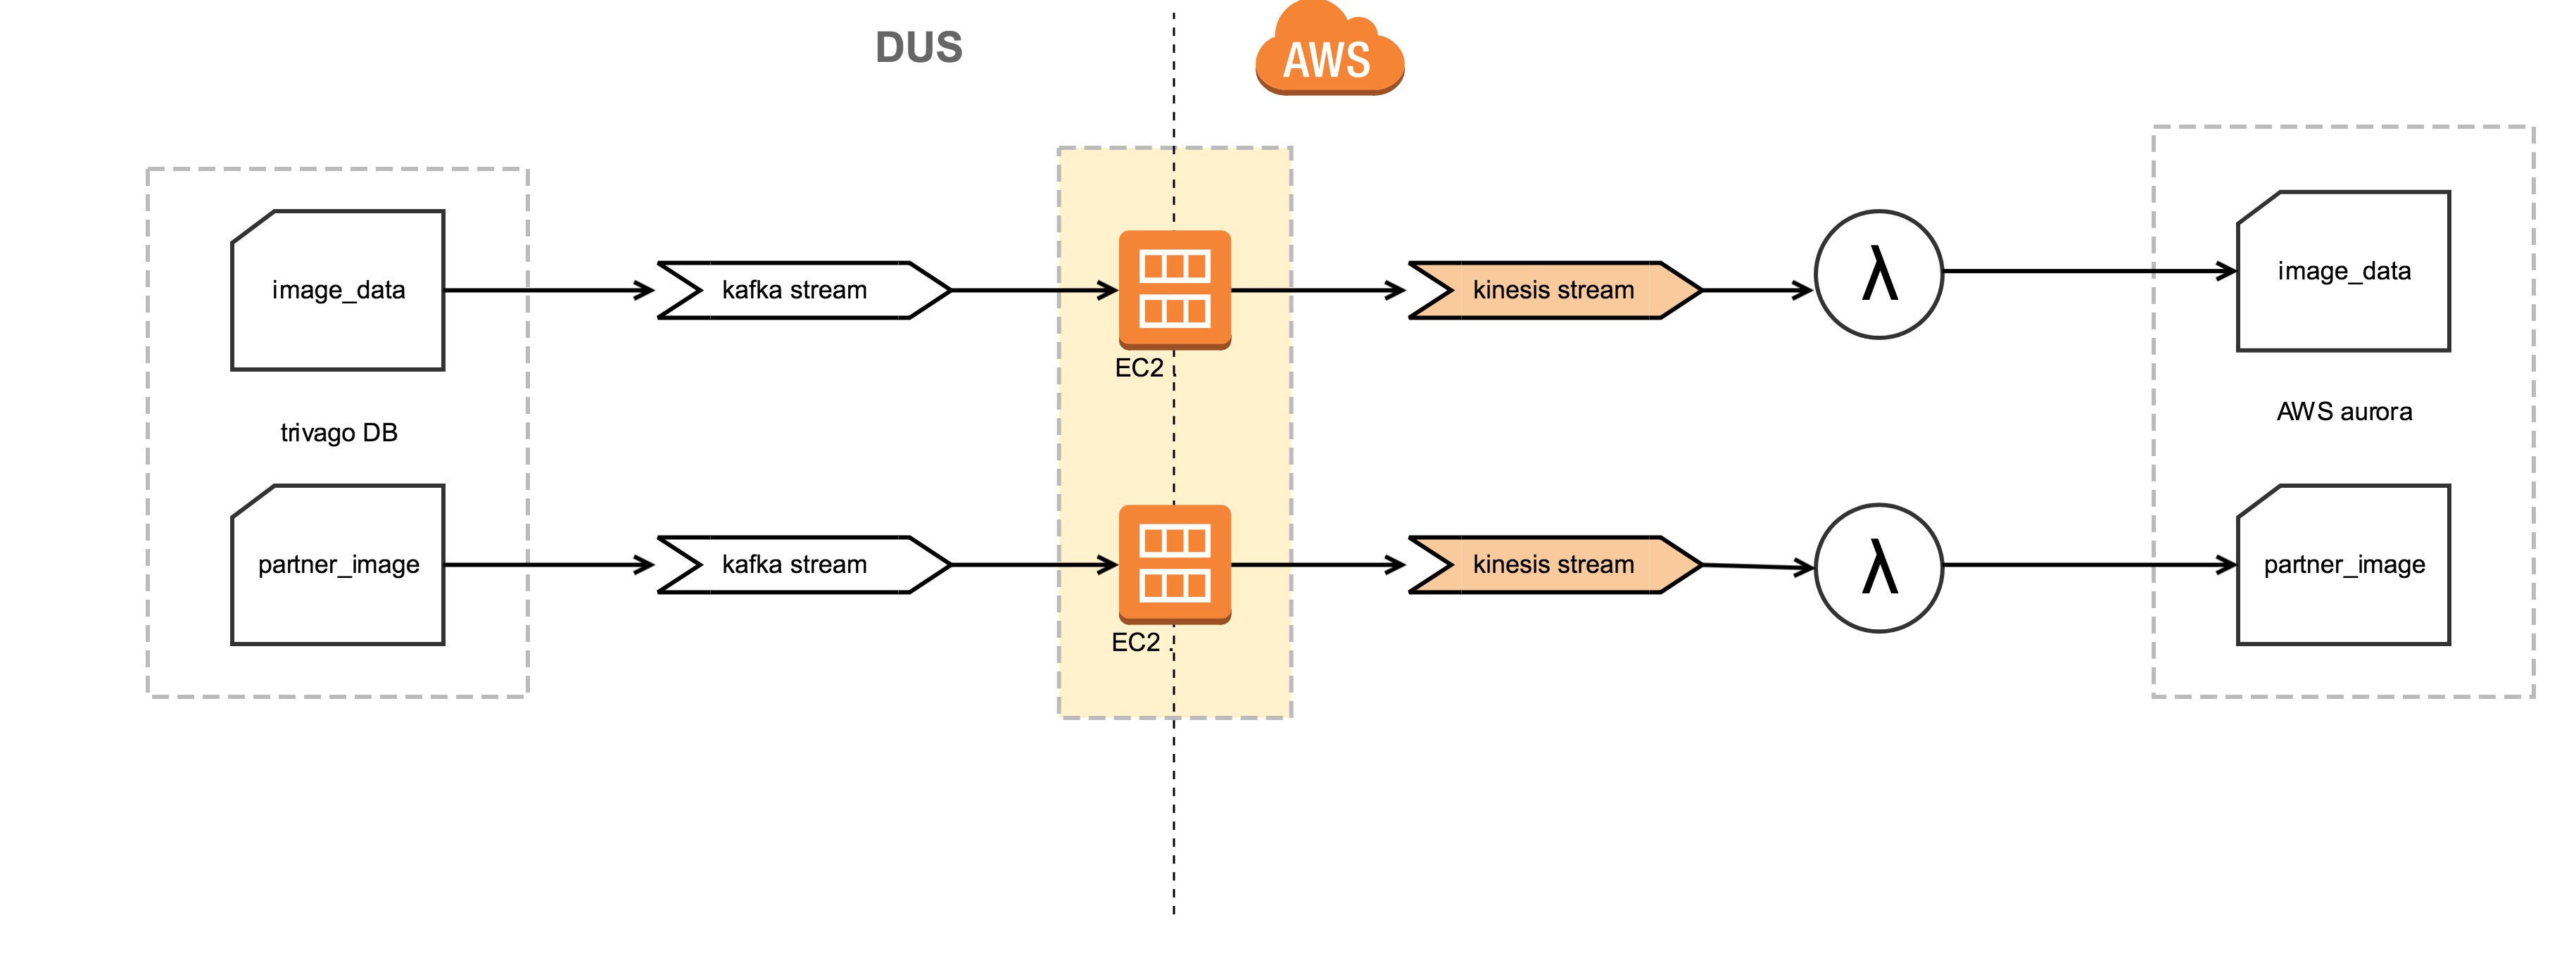 DUS
AWS
image_data
kafka stream
EC2
kinesis stream
λ
image_data
trivago DB
AWS aurora
partner_image
kafka stream
EC2 .
kinesis stream
λ
partner_image